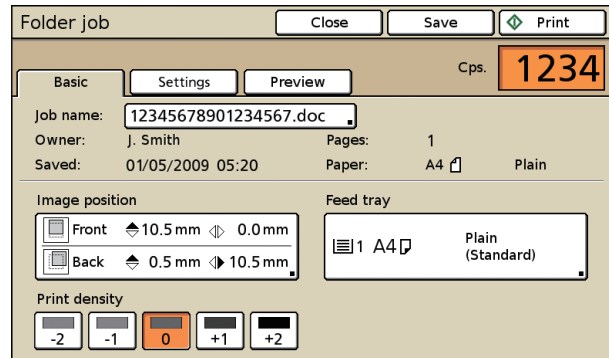 Folder job Close Save Print
Cps. 1234
Basic Settings Preview
Job name: 12345678901234567.doc
Owner: J. Smith Pages: 1
Saved: 01/05/2009 05:20 Paper: A4 Plain
Image position Feed tray
Front 10.5 mm 0.0 mm
Back 0.5 mm 10.5 mm
1 A4 Plain
(Standard)
Print density
-2 -1 0 +1 +2